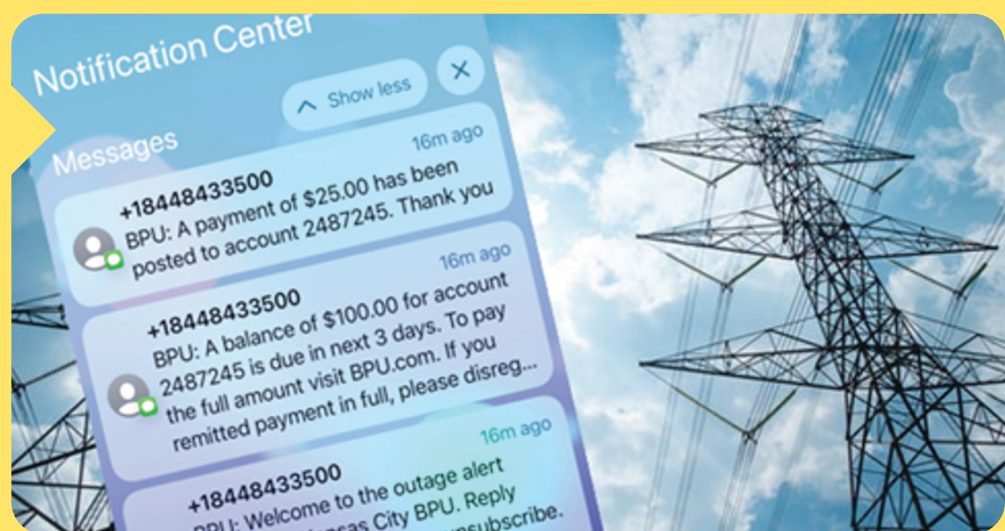 Notification Center
Show less
Messages
+18448433500
16m ago
BPU: A payment of $25.00 has been
posted to account 2487245. Thank you
+18448433500
16m ago
BPU: A balance of $100.00 for account
2487245 is due in next 3 days. To pay
the full amount visit BPU.com. If you
remitted payment in full, please disreg...
+18448433500
16m ago
BPU: Welcome to the outage alert
City BPU. Reply